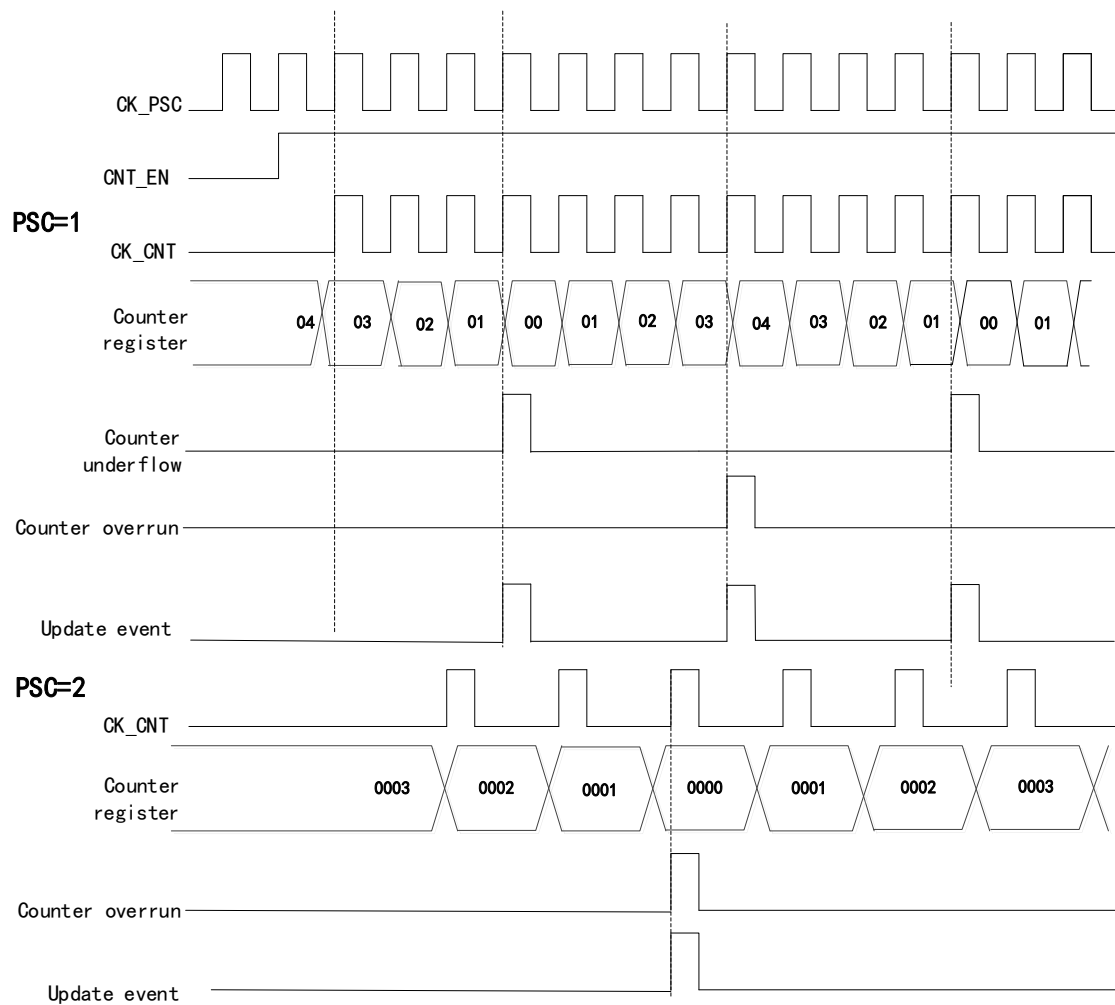 CK_PSC
CNT_EN
PSC=1
CK_CNT
Counter
register
04 03 02 01 00 01 02 03 04 03 02 01 00 01
Counter
underflow
Counter overrun
Update event
PSC=2
CK_CNT
Counter
register
0003 0002 0001 0000 0001 0002 0003
Counter overrun
Update event